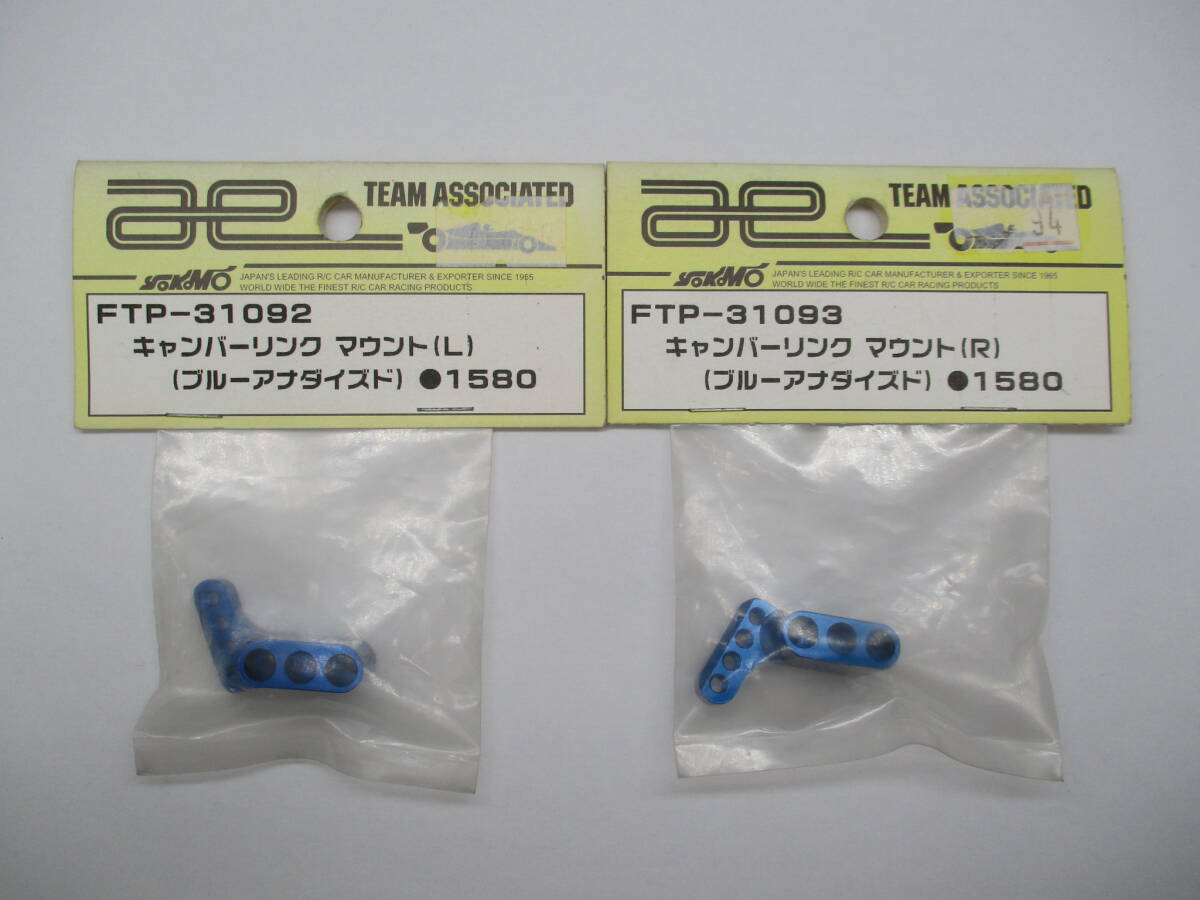 ae TEAM ASSOCIATED
YOKOMO JAPAN'S LEADING R/C CAR MANUFACTURER & EXPORTER SINCE 1965
WORLD WIDE THE FINEST R/C CAR RACING PRODUCTS
FTP-31092
キャンバーリンク マウント(L)
(ブルーアナダイズド) ●1580
ae TEAM ASSOCIATED
34
YOKOMO JAPAN'S LEADING R/C CAR MANUFACTURER & EXPORTER SINCE 1965
WORLD WIDE THE FINEST R/C CAR RACING PRODUCTS
FTP-31093
キャンバーリンク マウント(R)
(ブルーアナダイズド) ●1580